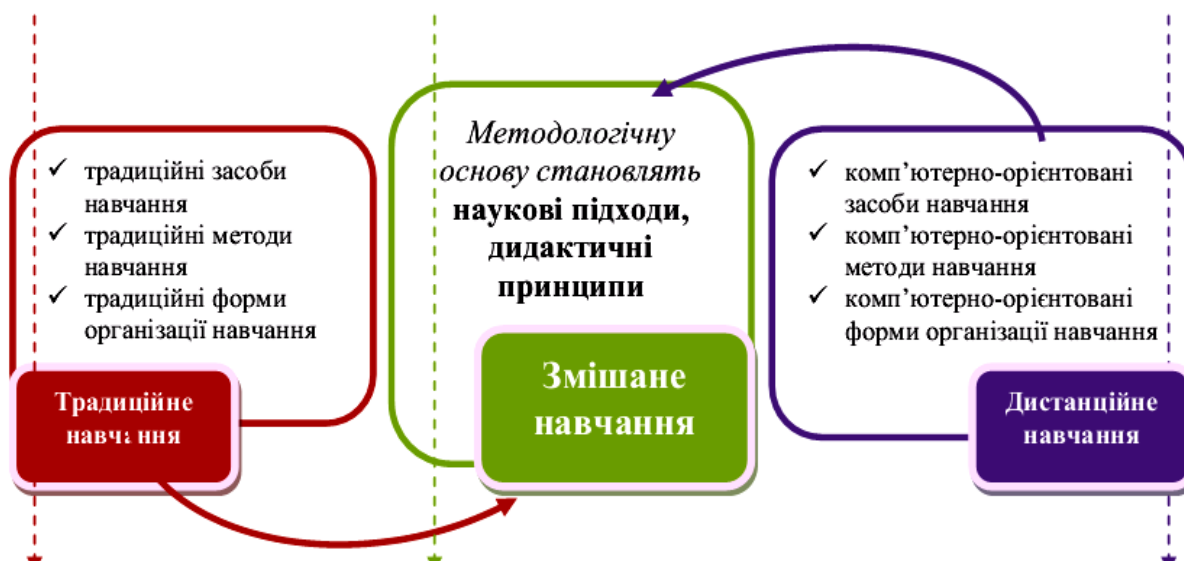 ✓ традиційні засоби
навчання
✓ традиційні методи
навчання
✓ традиційні форми
організації навчання
Традиційне
навчання
Методологічну
основу становлять
наукові підходи,
дидактичні
принципи
Змішане
навчання
✓ комп’ютерно-орієнтовані
засоби навчання
✓ комп’ютерно-орієнтовані
методи навчання
✓ комп’ютерно-орієнтовані
форми організації навчання
Дистанційне
навчання